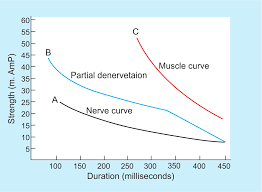 60
55
50
45
40
35
30
25
20
15
10
5
Strength (m. AmP)
C
B
Muscle curve
Partial denervetaion
A
Nerve curve
100 150 200 250 300 350 400 450
Duration (milliseconds)